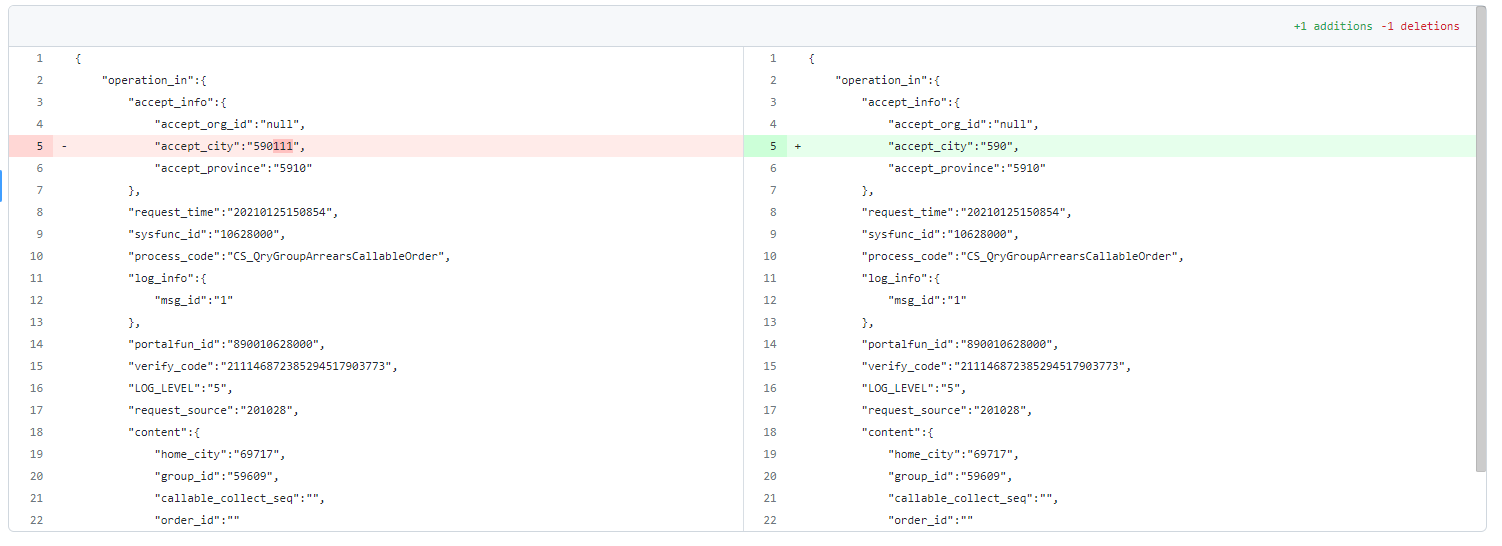 +1 additions -1 deletions
1 {
2 "operation_in":{
3 "accept_info":{
4 "accept_org_id":"null",
5 - "accept_city":"590111",
6 "accept_province":"5910"
7 },
8 "request_time":"20210125150854",
9 "sysfunc_id":"10628000",
10 "process_code":"CS_QryGroupArrearsCallableOrder",
11 "log_info":{
12 "msg_id":"1"
13 },
14 "portalfun_id":"890010628000",
15 "verify_code":"211146872385294517903773",
16 "LOG_LEVEL":"5",
17 "request_source":"201028",
18 "content":{
19 "home_city":"69717",
20 "group_id":"59609",
21 "callable_collect_seq":"",
22 "order_id":""
1 {
2 "operation_in":{
3 "accept_info":{
4 "accept_org_id":"null",
5 + "accept_city":"590",
6 "accept_province":"5910"
7 },
8 "request_time":"20210125150854",
9 "sysfunc_id":"10628000",
10 "process_code":"CS_QryGroupArrearsCallableOrder",
11 "log_info":{
12 "msg_id":"1"
13 },
14 "portalfun_id":"890010628000",
15 "verify_code":"211146872385294517903773",
16 "LOG_LEVEL":"5",
17 "request_source":"201028",
18 "content":{
19 "home_city":"69717",
20 "group_id":"59609",
21 "callable_collect_seq":"",
22 "order_id":""